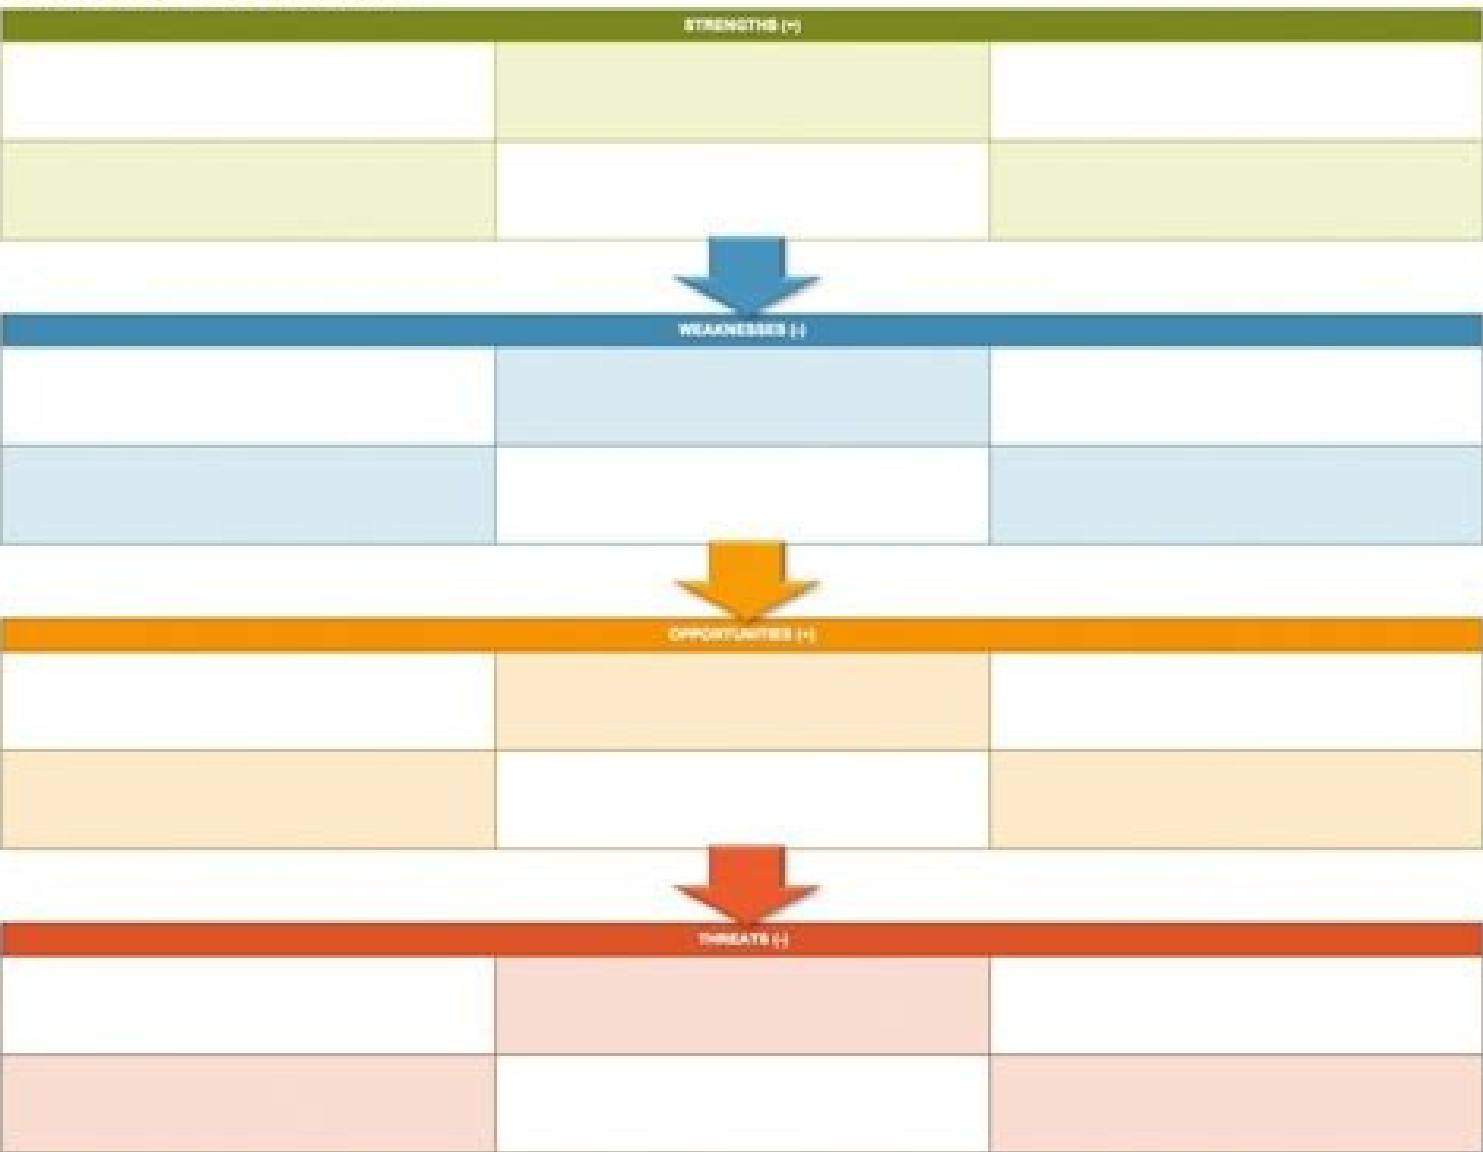 STRENGTHS (+)
WEAKNESSES (-)
OPPORTUNITIES (+)
THREATS (-)